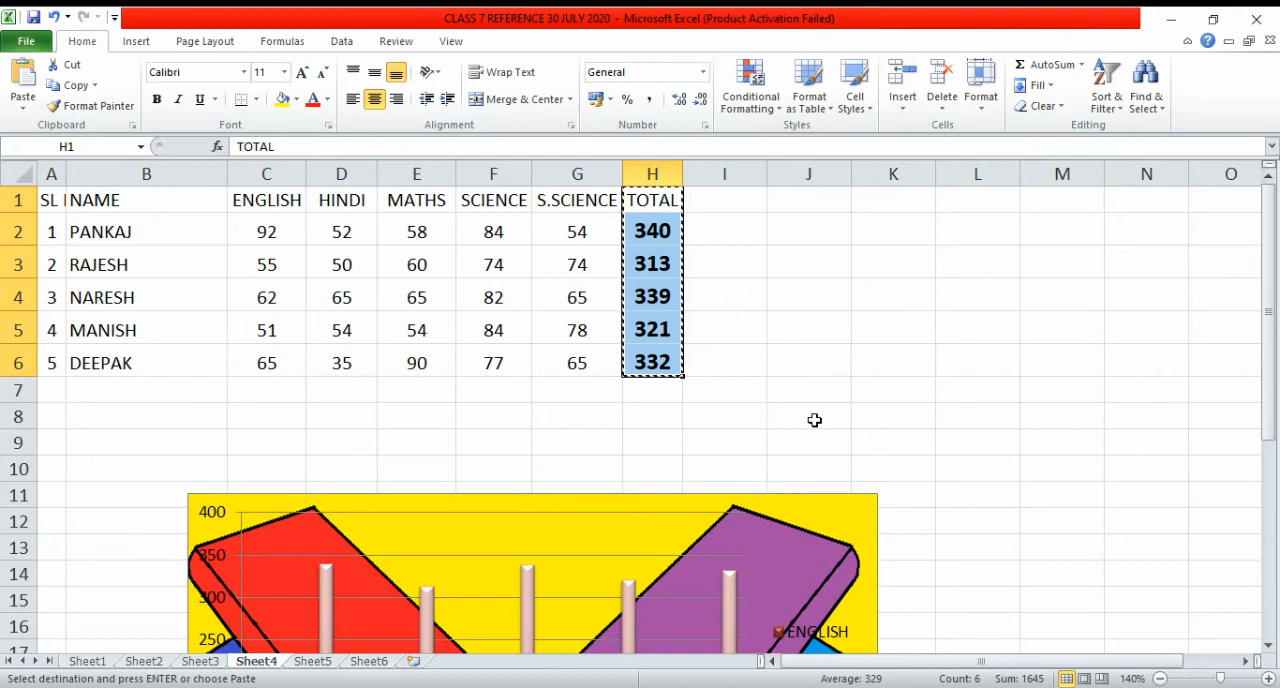 CLASS 7 REFERENCE 30 JULY 2020 - Microsoft Excel (Product Activation Failed)
File Home Insert Page Layout Formulas Data Review View
Paste
Cut
Copy
Format Painter
Clipboard
Calibri 11
B I U
Font
Wrap Text
Merge & Center
Alignment
General
Number
Conditional Formatting
Format as Table
Cell Styles
Styles
Insert Delete Format
Cells
AutoSum
Fill
Clear
Sort & Filter
Find & Select
Editing
H1 fx TOTAL
A B C D E F G H I J K L M N O
1 SL NAME ENGLISH HINDI MATHS SCIENCE S.SCIENCE TOTAL
2 1 PANKAJ 92 52 58 84 54 340
3 2 RAJESH 55 50 60 74 74 313
4 3 NARESH 62 65 65 82 65 339
5 4 MANISH 51 54 54 84 78 321
6 5 DEEPAK 65 35 90 77 65 332
7
8
9
10
11
12
13
14
15
16
17
400
350
300
250
ENGLISH
Sheet1 Sheet2 Sheet3 Sheet4 Sheet5 Sheet6
Select destination and press ENTER or choose Paste Average: 329 Count: 6 Sum: 1645 140%